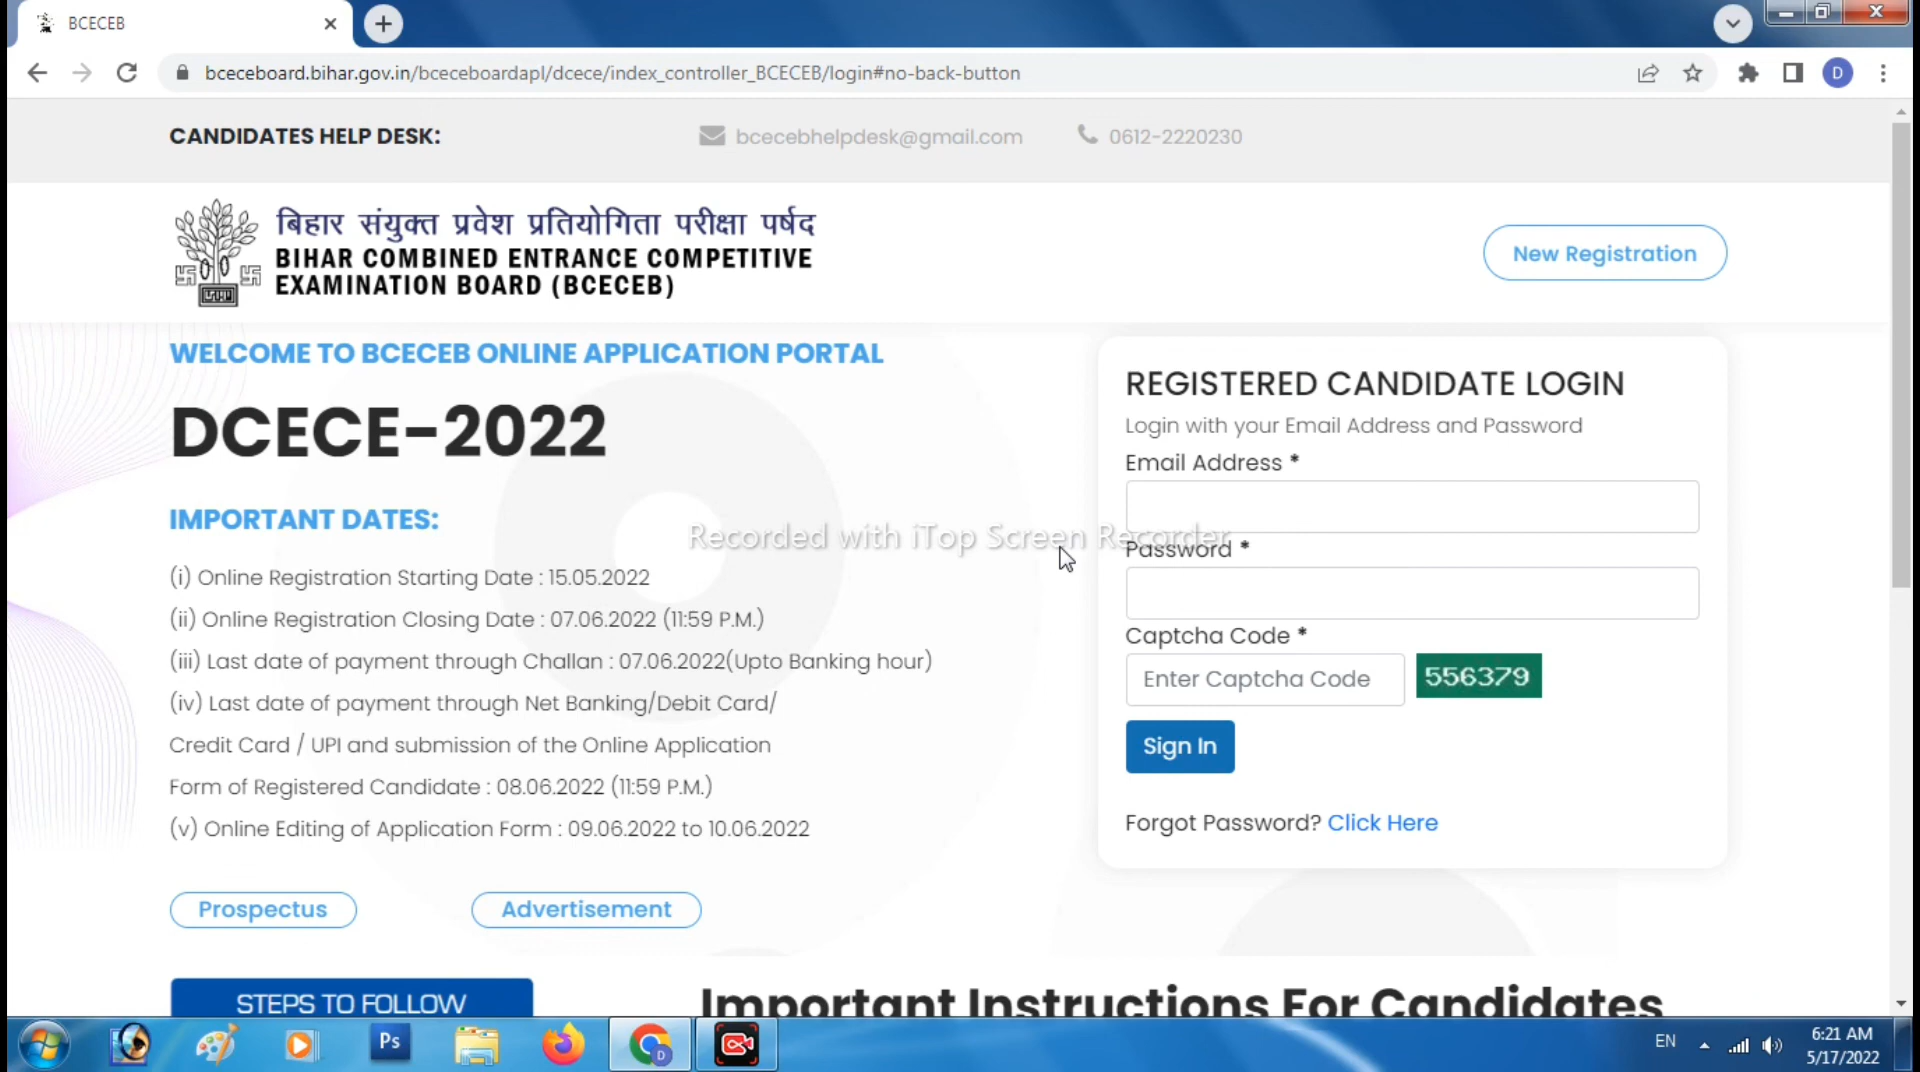 BCECEB
bceceboard.bihar.gov.in/bceceboardapl/dcece/index_controller_BCECEB/login#no-back-button
D
CANDIDATES HELP DESK:
bcecebhelpdesk@gmail.com
0612-2220230
बिहार संयुक्त प्रवेश प्रतियोगिता परीक्षा पर्षद
BIHAR COMBINED ENTRANCE COMPETITIVE
EXAMINATION BOARD (BCECEB)
New Registration
WELCOME TO BCECEB ONLINE APPLICATION PORTAL
DCECE-2022
IMPORTANT DATES:
(i) Online Registration Starting Date : 15.05.2022
(ii) Online Registration Closing Date : 07.06.2022 (11:59 P.M.)
(iii) Last date of payment through Challan : 07.06.2022(Upto Banking hour)
(iv) Last date of payment through Net Banking/Debit Card/
Credit Card / UPI and submission of the Online Application
Form of Registered Candidate : 08.06.2022 (11:59 P.M.)
(v) Online Editing of Application Form : 09.06.2022 to 10.06.2022
Prospectus
Advertisement
REGISTERED CANDIDATE LOGIN
Login with your Email Address and Password
Email Address *
Recorded with iTop Screen Recorder
Password *
Captcha Code *
Enter Captcha Code
556379
Sign In
Forgot Password? Click Here
STEPS TO FOLLOW
Important Instructions For Candidates
Ps
D
EN
6:21 AM
5/17/2022